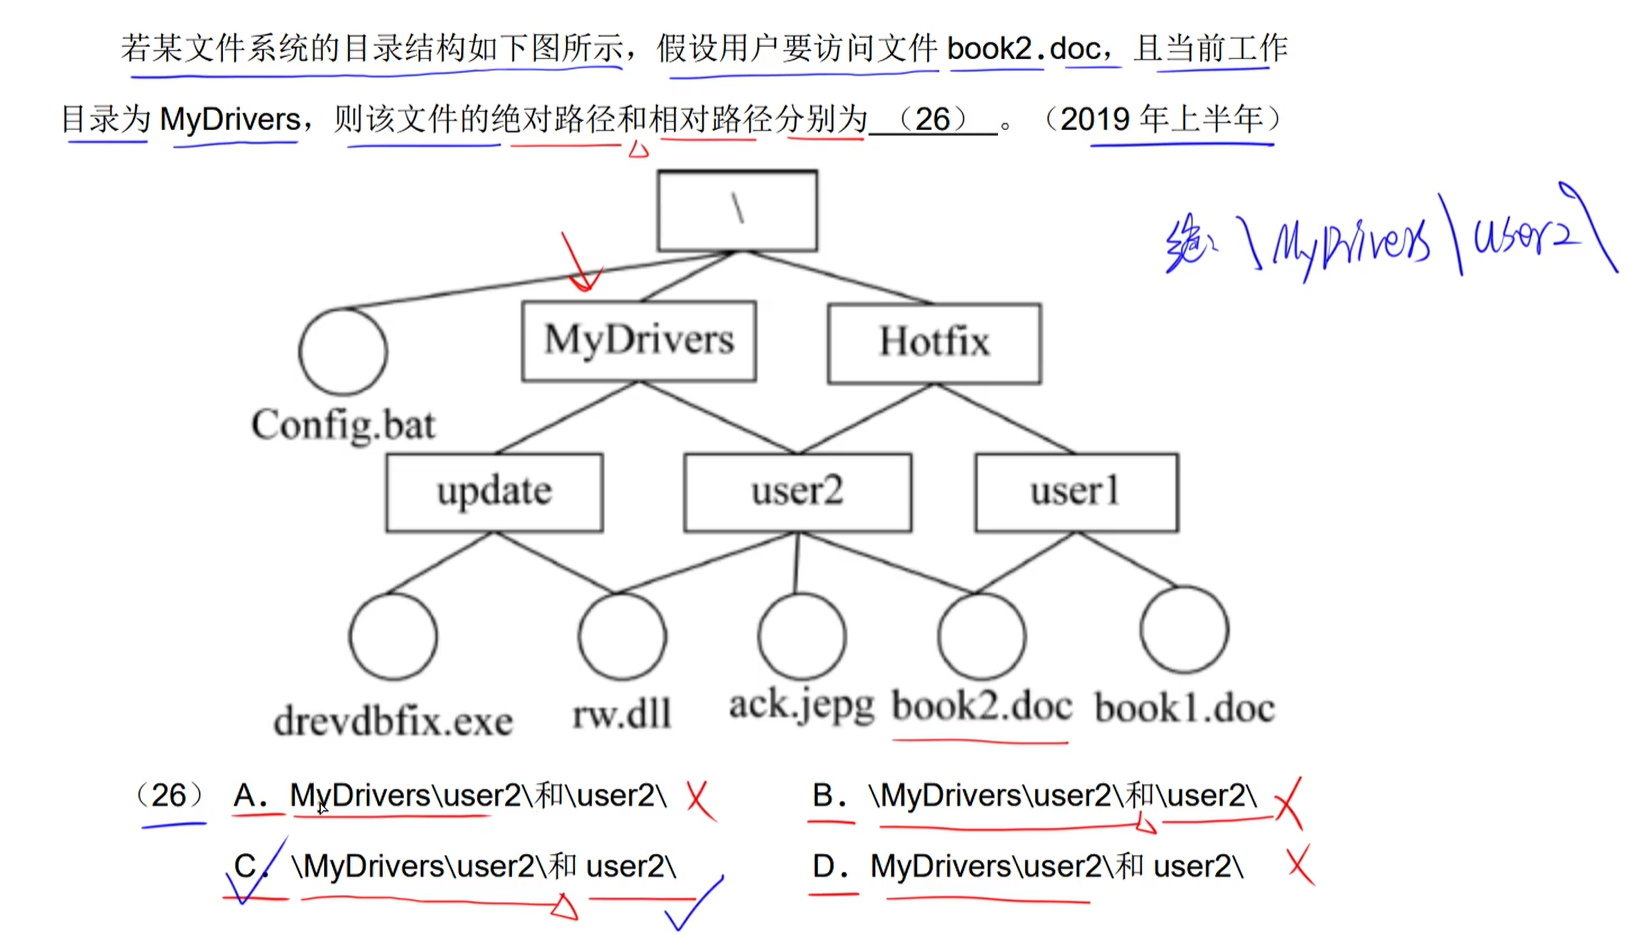 若某文件系统的目录结构如下图所示，假设用户要访问文件 book2.doc，且当前工作
目录为 MyDrivers，则该文件的绝对路径和相对路径分别为 （26） 。（2019 年上半年）
\
绝: \MyDrivers\user2\
MyDrivers
Hotfix
Config.bat
update
user2
user1
drevdbfix.exe
rw.dll
ack.jepg
book2.doc
book1.doc
（26） A．MyDrivers\user2\和\user2\
B．\MyDrivers\user2\和\user2\
C．\MyDrivers\user2\和 user2\
D．MyDrivers\user2\和 user2\